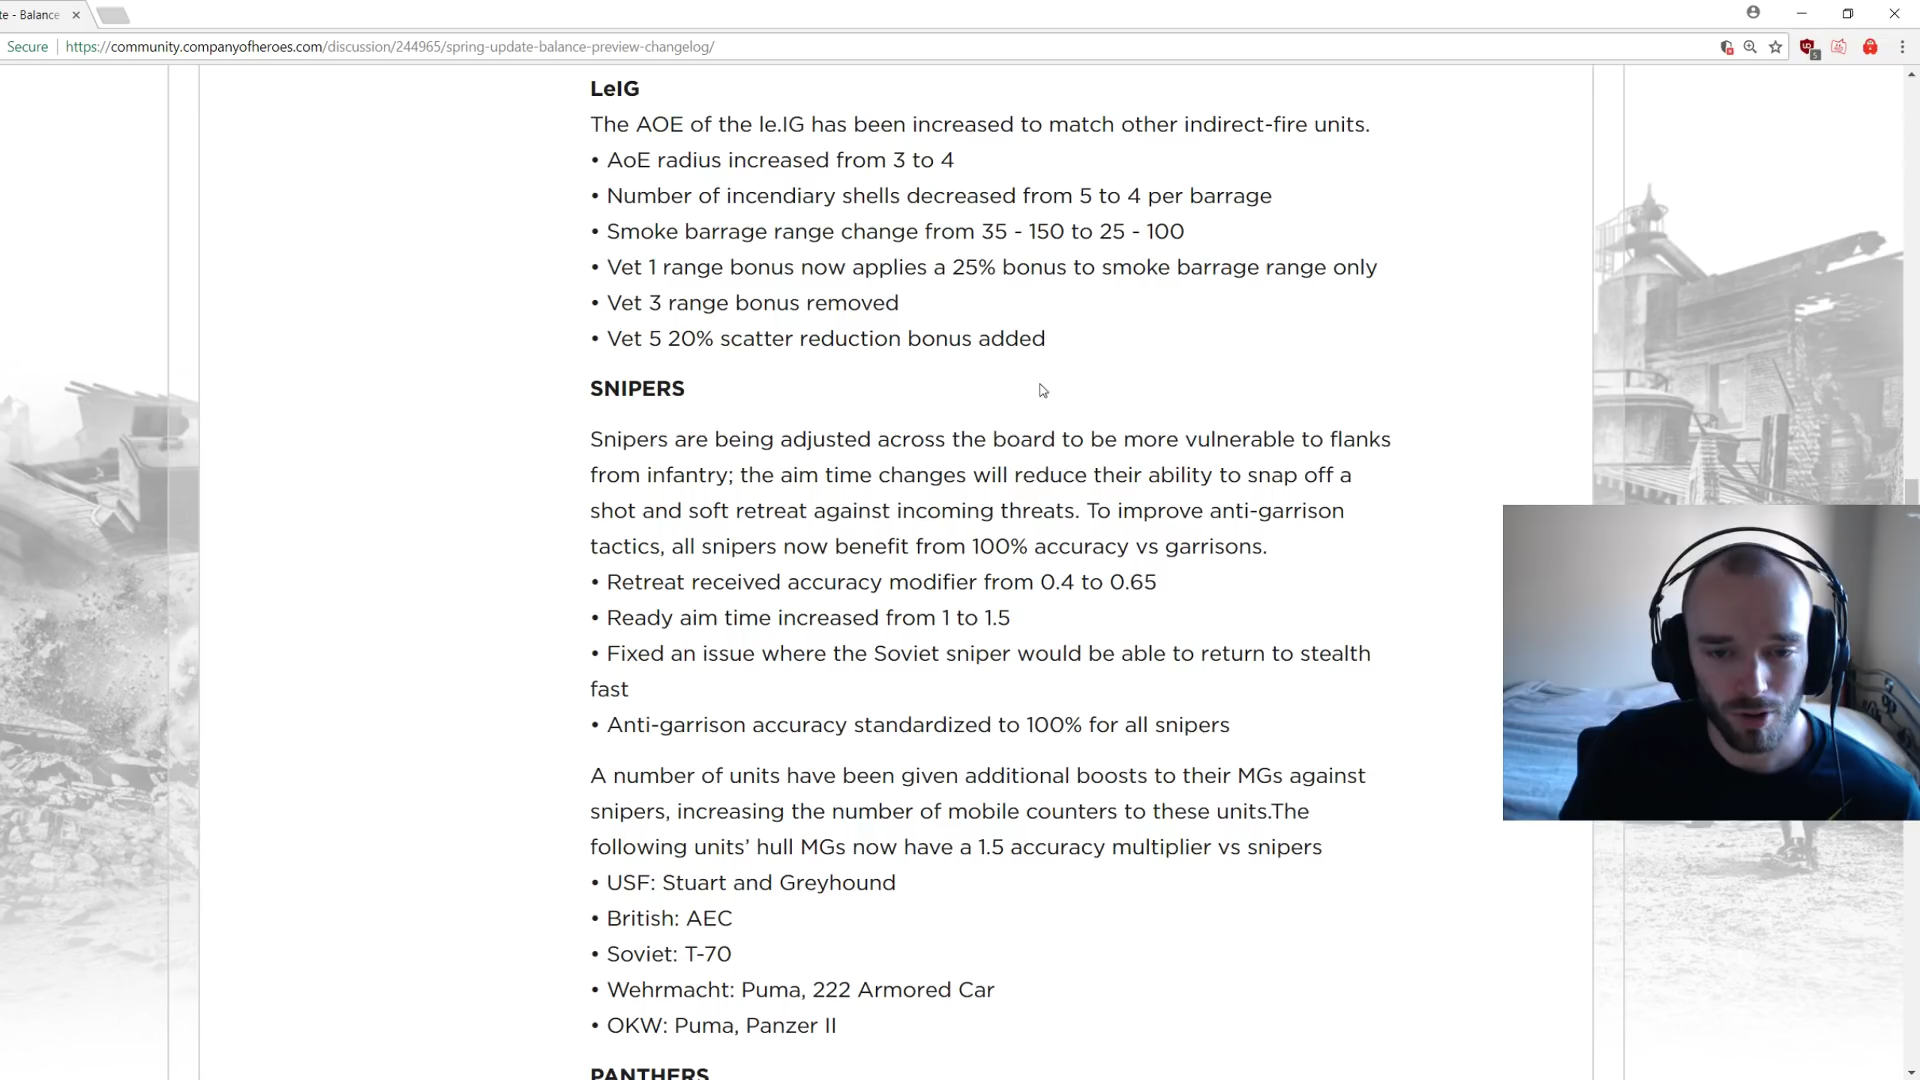 te - Balance
Secure
https://community.companyofheroes.com/discussion/244965/spring-update-balance-preview-changelog/
LeIG
The AOE of the le.IG has been increased to match other indirect-fire units.
• AoE radius increased from 3 to 4
• Number of incendiary shells decreased from 5 to 4 per barrage
• Smoke barrage range change from 35 - 150 to 25 - 100
• Vet 1 range bonus now applies a 25% bonus to smoke barrage range only
• Vet 3 range bonus removed
• Vet 5 20% scatter reduction bonus added
SNIPERS
Snipers are being adjusted across the board to be more vulnerable to flanks
from infantry; the aim time changes will reduce their ability to snap off a
shot and soft retreat against incoming threats. To improve anti-garrison
tactics, all snipers now benefit from 100% accuracy vs garrisons.
• Retreat received accuracy modifier from 0.4 to 0.65
• Ready aim time increased from 1 to 1.5
• Fixed an issue where the Soviet sniper would be able to return to stealth
fast
• Anti-garrison accuracy standardized to 100% for all snipers
A number of units have been given additional boosts to their MGs against
snipers, increasing the number of mobile counters to these units.The
following units’ hull MGs now have a 1.5 accuracy multiplier vs snipers
• USF: Stuart and Greyhound
• British: AEC
• Soviet: T-70
• Wehrmacht: Puma, 222 Armored Car
• OKW: Puma, Panzer II
PANTHERS